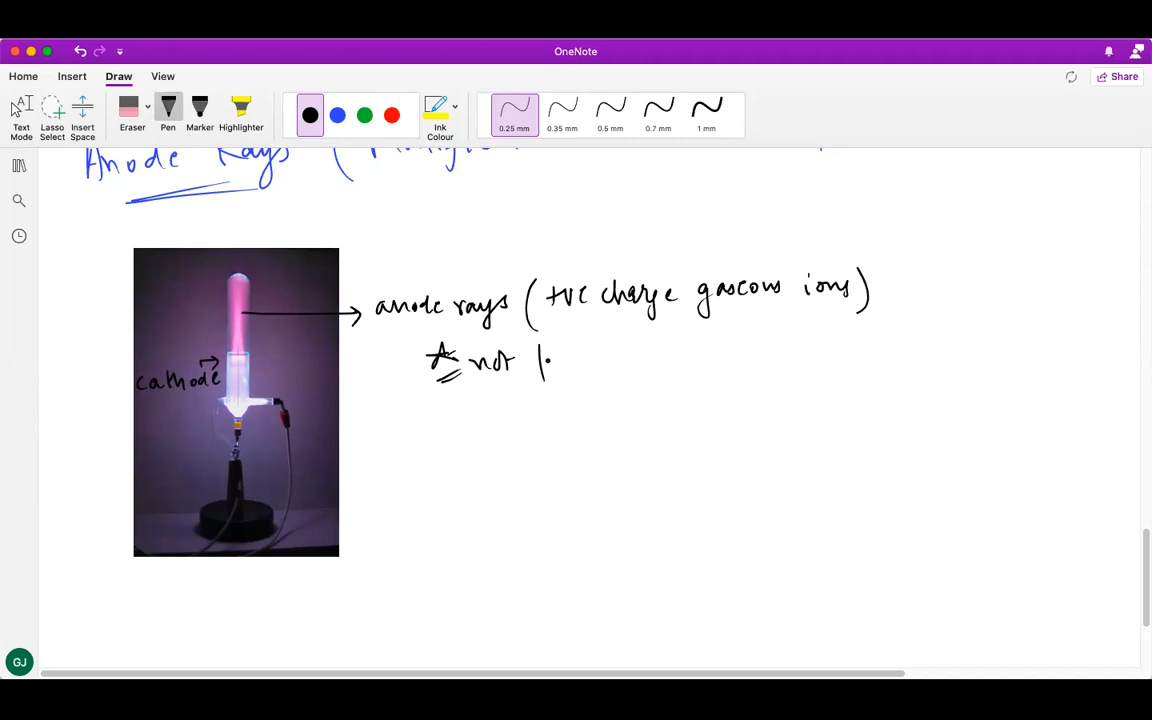 OneNote
Home Insert Draw View
Share
Text Mode
Lasso Select
Insert Space
Eraser
Pen
Marker
Highlighter
Ink Colour
0.25 mm
0.35 mm
0.5 mm
0.7 mm
1 mm
Anode Rays (
anode rays (+ve charge gaseous ions)
not
cathode
GJ